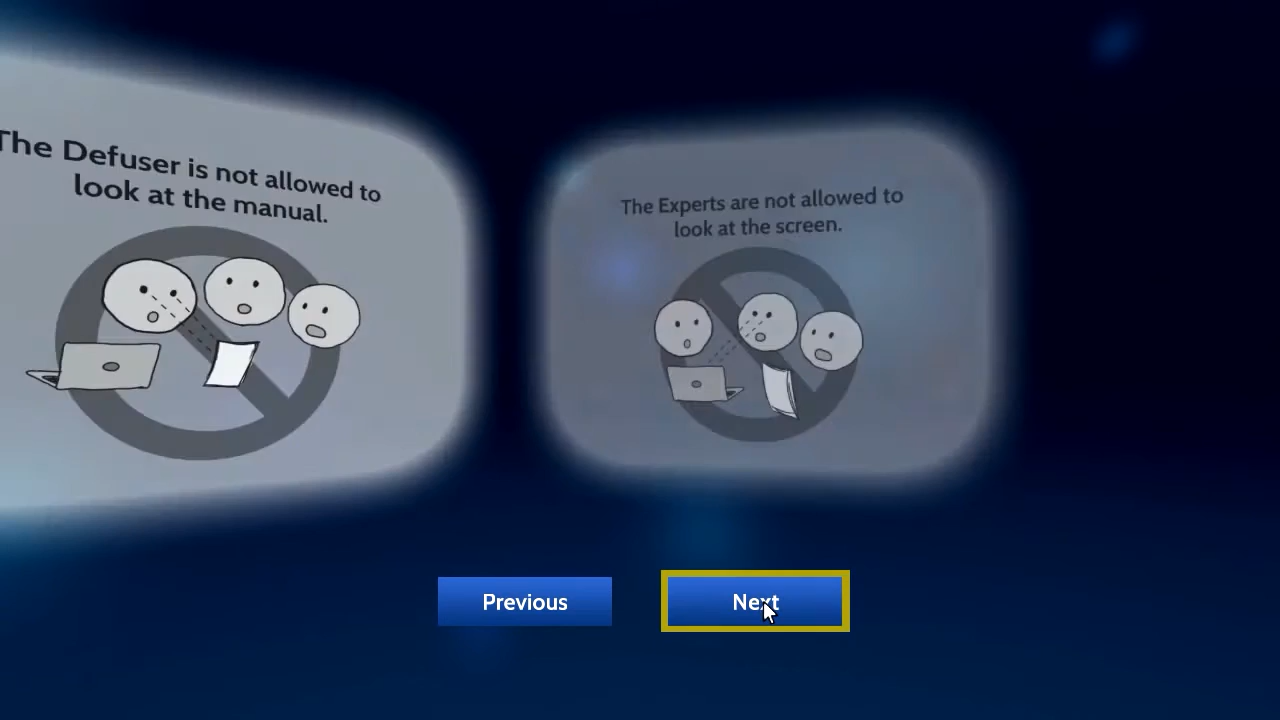 The Defuser is not allowed to
look at the manual.
The Experts are not allowed to
look at the screen.
Previous
Next